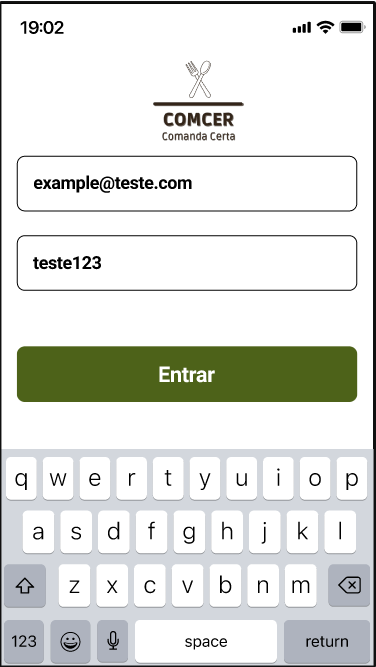 19:02
COMCER
Comanda Certa
example@teste.com
teste123
Entrar
q w e r t y u i o p
a s d f g h j k l
z x c v b n m
123 space return